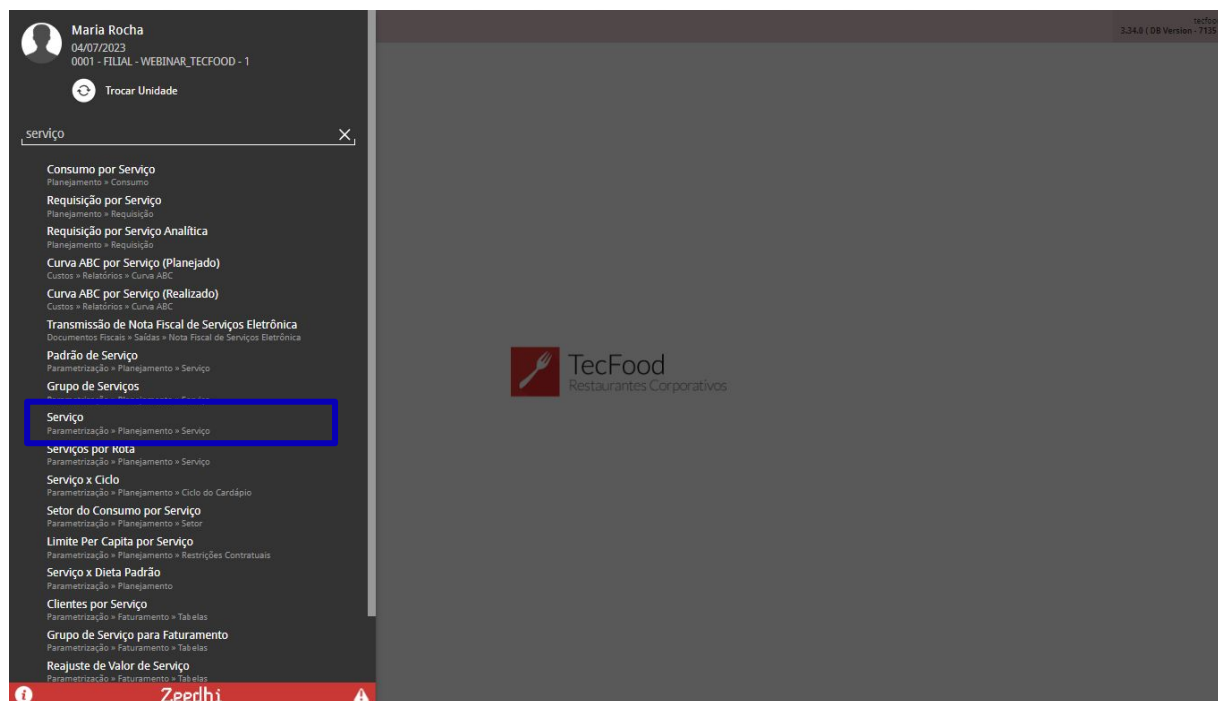 Maria Rocha
04/07/2023
0001 - FILIAL - WEBINAR_TECFOOD - 1
Trocar Unidade
serviço
Consumo por Serviço
Planejamento » Consumo
Requisição por Serviço
Planejamento » Requisição
Requisição por Serviço Analítica
Planejamento » Requisição
Curva ABC por Serviço (Planejado)
Custos » Relatórios » Curva ABC
Curva ABC por Serviço (Realizado)
Custos » Relatórios » Curva ABC
Transmissão de Nota Fiscal de Serviços Eletrônica
Documentos Fiscais » Saídas » Nota Fiscal de Serviços Eletrônica
Padrão de Serviço
Parametrização » Planejamento » Serviço
Grupo de Serviços
Serviço
Parametrização » Planejamento » Serviço
Serviços por Rota
Parametrização » Planejamento » Serviço
Serviço x Ciclo
Parametrização » Planejamento » Ciclo do Cardápio
Setor do Consumo por Serviço
Parametrização » Planejamento » Setor
Limite Per Capita por Serviço
Parametrização » Planejamento » Restrições Contratuais
Serviço x Dieta Padrão
Parametrização » Planejamento
Clientes por Serviço
Parametrização » Faturamento » Tabelas
Grupo de Serviço para Faturamento
Parametrização » Faturamento » Tabelas
Reajuste de Valor de Serviço
Parametrização » Faturamento » Tabelas
Zeedhi
tecfoo
3.34.0 ( DB Version - 7135
TecFood
Restaurantes Corporativos